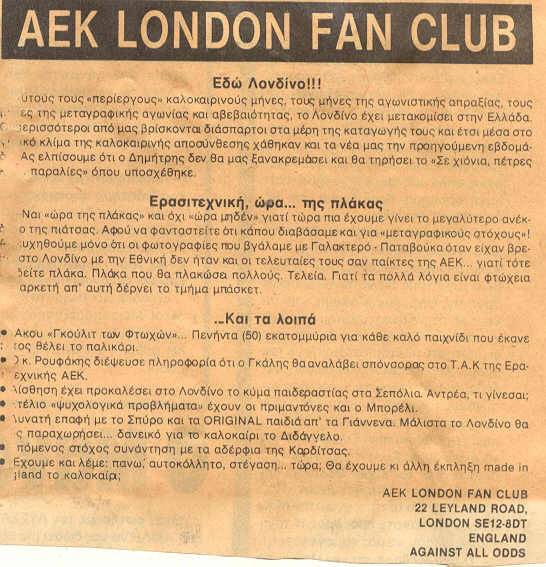 AEK LONDON FAN CLUB
Εδώ Λονδίνο!!!
υτούς τους «περίεργους» καλοκαιρινούς μήνες, τους μήνες της αγωνιστικής απραξίας, τους
ες της μεταγραφικής αγωνίας και αβεβαιότητας, το Λονδίνο έχει μετακομίσει στην Ελλάδα.
περισσότεροι από μας βρίσκονται διάσπαρτοι στα μέρη της καταγωγής τους και έτσι μέσα στο
κό κλίμα της καλοκαιρινής αποσύνθεσης χάθηκαν και τα νέα μας την προηγούμενη εβδομά-
Ας ελπίσουμε ότι ο Δημήτρης δεν θα μας ξανακρεμάσει και θα τηρήσει το «Σε χιόνια, πέτρες
παραλίες» όπου υποσχέθηκε.
Ερασιτεχνική, ώρα... της πλάκας
Ναι «ώρα της πλάκας» και όχι «ώρα μηδέν» γιατί τώρα πια έχουμε γίνει το μεγαλύτερο ανέκ-
ο της πιάτσας. Αφού να φανταστείτε ότι κάπου διαβάσαμε και για «μεταγραφικούς στόχους»!
υχηθούμε μόνο ότι οι φωτογραφίες που βγάλαμε με Γαλακτερό - Παταβούκα όταν είχαν βρε-
στο Λονδίνο με την Εθνική δεν ήταν και οι τελευταίες τους σαν παίκτες της ΑΕΚ... γιατί τότε
δείτε πλάκα. Πλάκα που θα πλακώσει πολλούς. Τελεία. Γιατί τα πολλά λόγια είναι φτώχεια
αρκετή απ' αυτή δέρνει το τμήμα μπάσκετ.
...Και τα λοιπά
● Άκου «Γκούλιτ των Φτωχών»... Πενήντα (50) εκατομμύρια για κάθε καλό παιχνίδι που έκανε
τος θέλει το παλικάρι.
● Ο κ. Ρουφάκης διέψευσε πληροφορία ότι ο Γκάλης θα αναλάβει σπόνσορας στο Τ.Α.Κ της Ερα-
εχνικής ΑΕΚ.
● Αίσθηση έχει προκαλέσει στο Λονδίνο το κύμα παιδεραστίας στα Σεπόλια. Αντρέα, τι γίνεσαι;
● τέλιο «ψυχολογικά προβλήματα» έχουν οι πριμαντόνες και ο Μπορέλι.
● υνατή επαφή με το Σπύρο και τα ORIGINAL παιδιά απ' τα Γιάννενα. Μάλιστα το Λονδίνο θα
ς παραχωρήσει... δανεικό για το καλοκαίρι το Διδάγγελο.
● πόμενος στόχος συνάντηση με τα αδέρφια της Καρδίτσας.
● Έχουμε και λέμε: πανω, αυτοκόλλητο, στέγαση... τώρα; Θα έχουμε κι άλλη έκπληξη made in
gland το καλοκαίρι;
AEK LONDON FAN CLUB
22 LEYLAND ROAD,
LONDON SE12-8DT
ENGLAND
AGAINST ALL ODDS